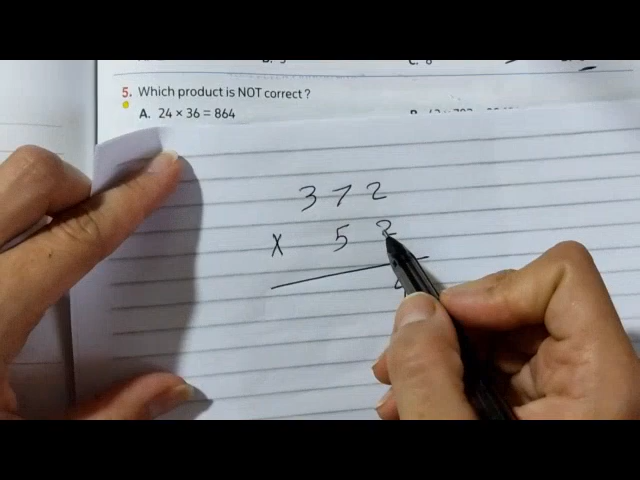 5. Which product is NOT correct?
A. 24 × 36 = 864
372
× 52